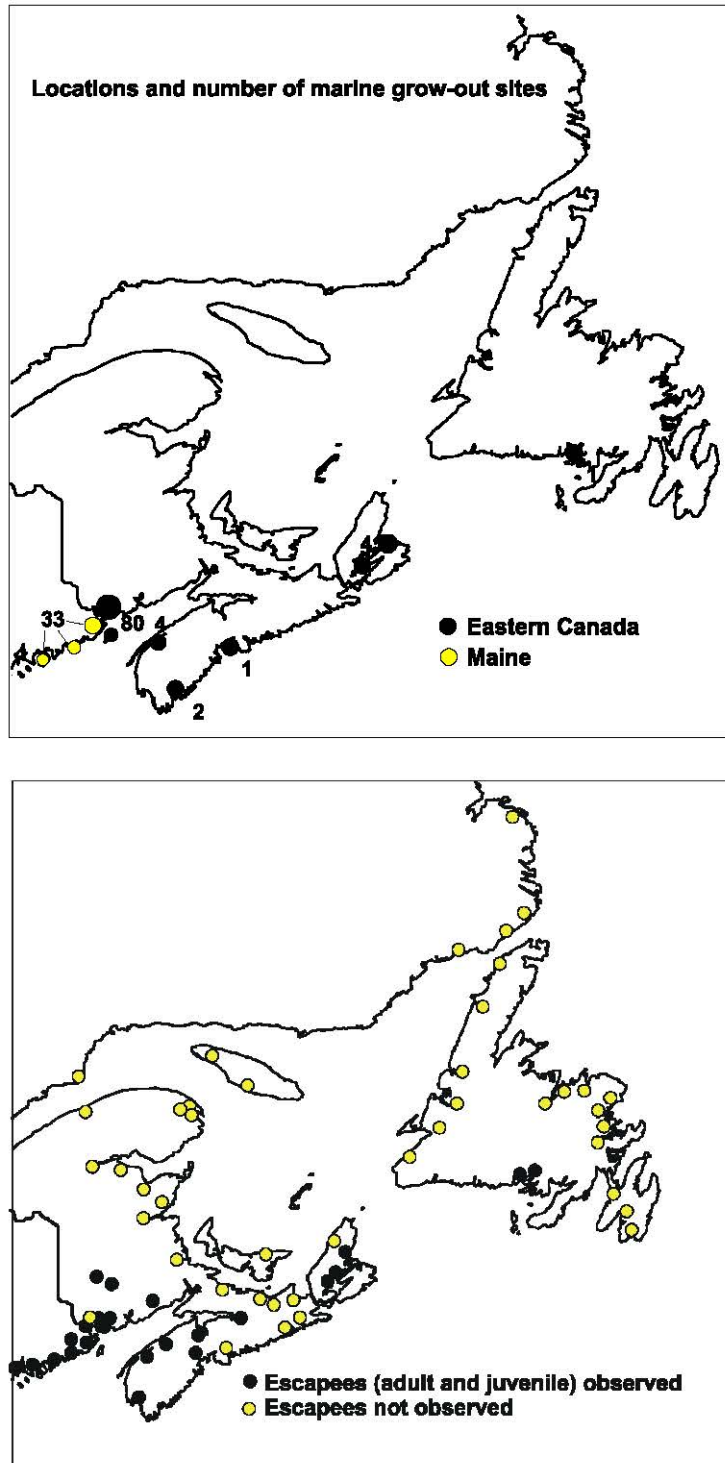 Locations and number of marine grow-out sites
4
33
80
4
1
2
Eastern Canada
Maine
Escapees (adult and juvenile) observed
Escapees not observed